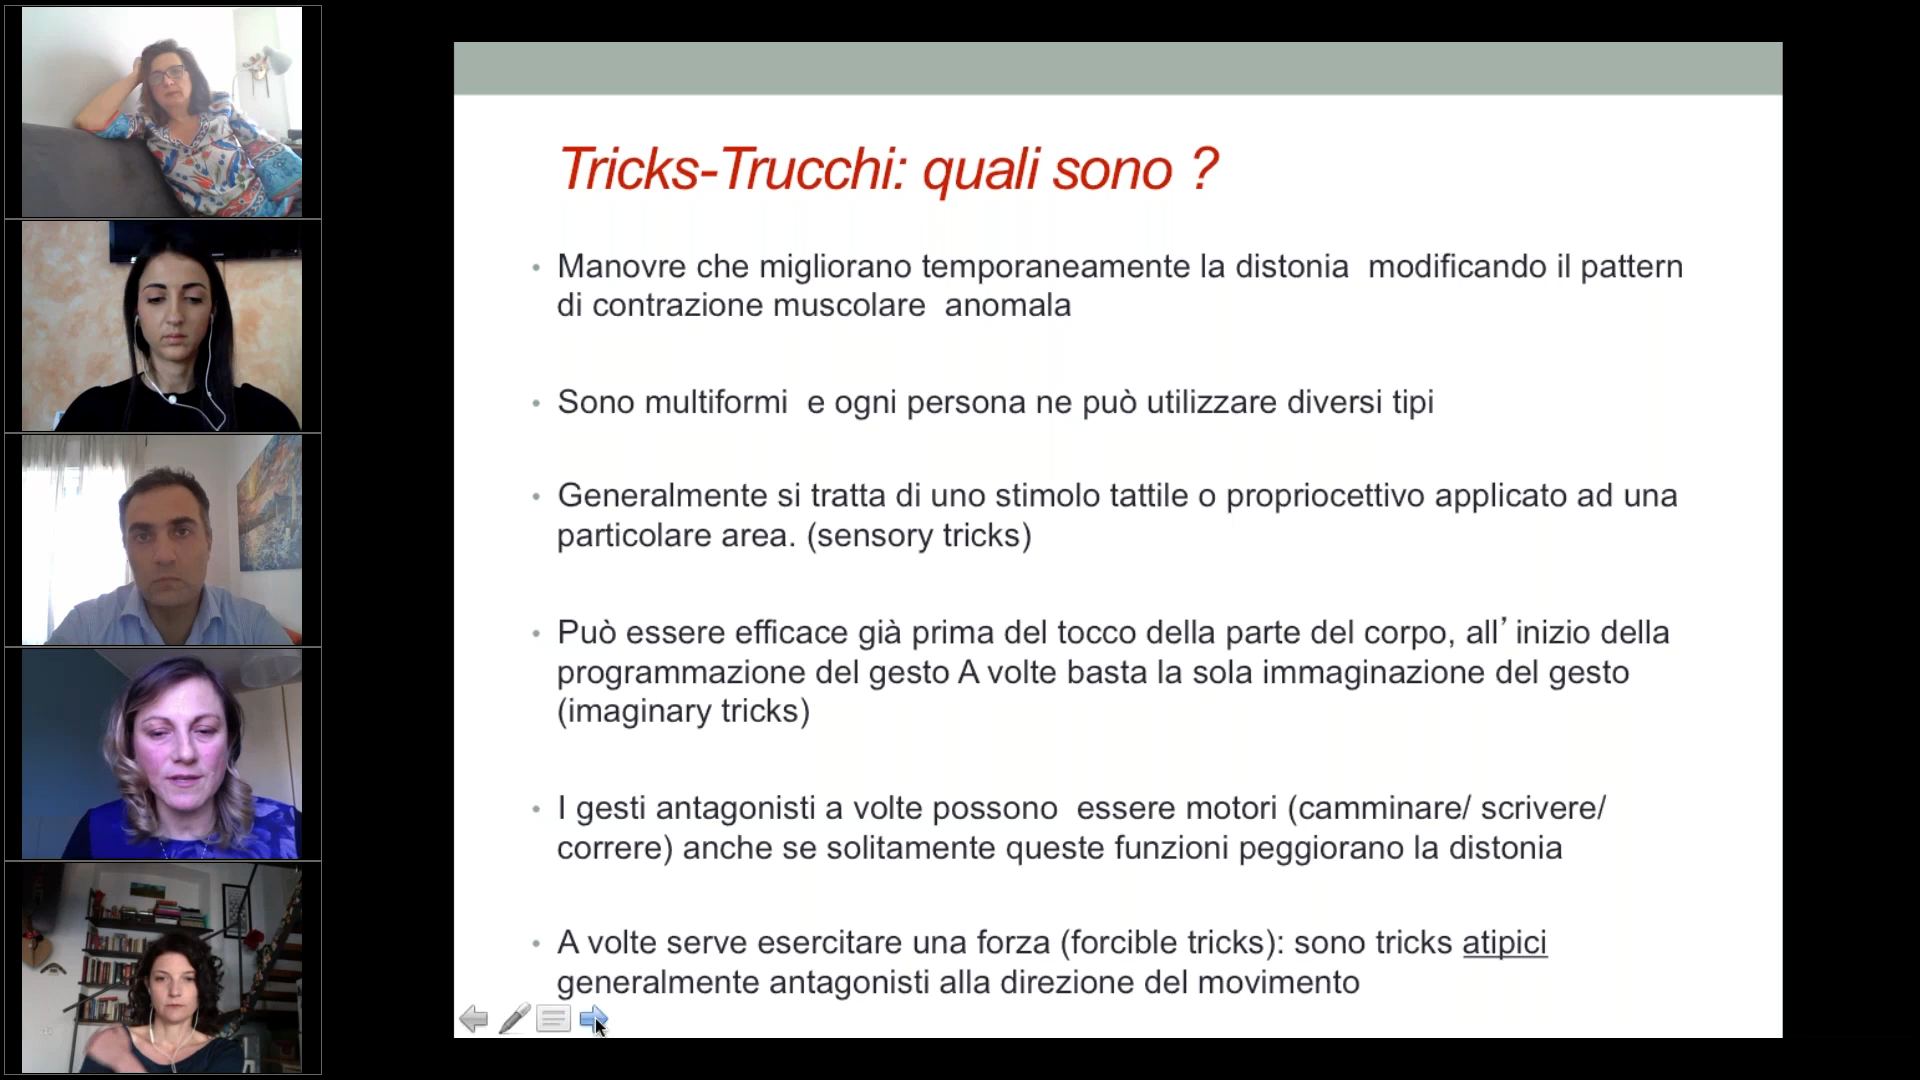 Tricks-Trucchi: quali sono ?
• Manovre che migliorano temporaneamente la distonia modificando il pattern
di contrazione muscolare anomala
• Sono multiformi e ogni persona ne può utilizzare diversi tipi
• Generalmente si tratta di uno stimolo tattile o propriocettivo applicato ad una
particolare area. (sensory tricks)
• Può essere efficace già prima del tocco della parte del corpo, all’ inizio della
programmazione del gesto A volte basta la sola immaginazione del gesto
(imaginary tricks)
• I gesti antagonisti a volte possono essere motori (camminare/ scrivere/
correre) anche se solitamente queste funzioni peggiorano la distonia
• A volte serve esercitare una forza (forcible tricks): sono tricks atipici
generalmente antagonisti alla direzione del movimento